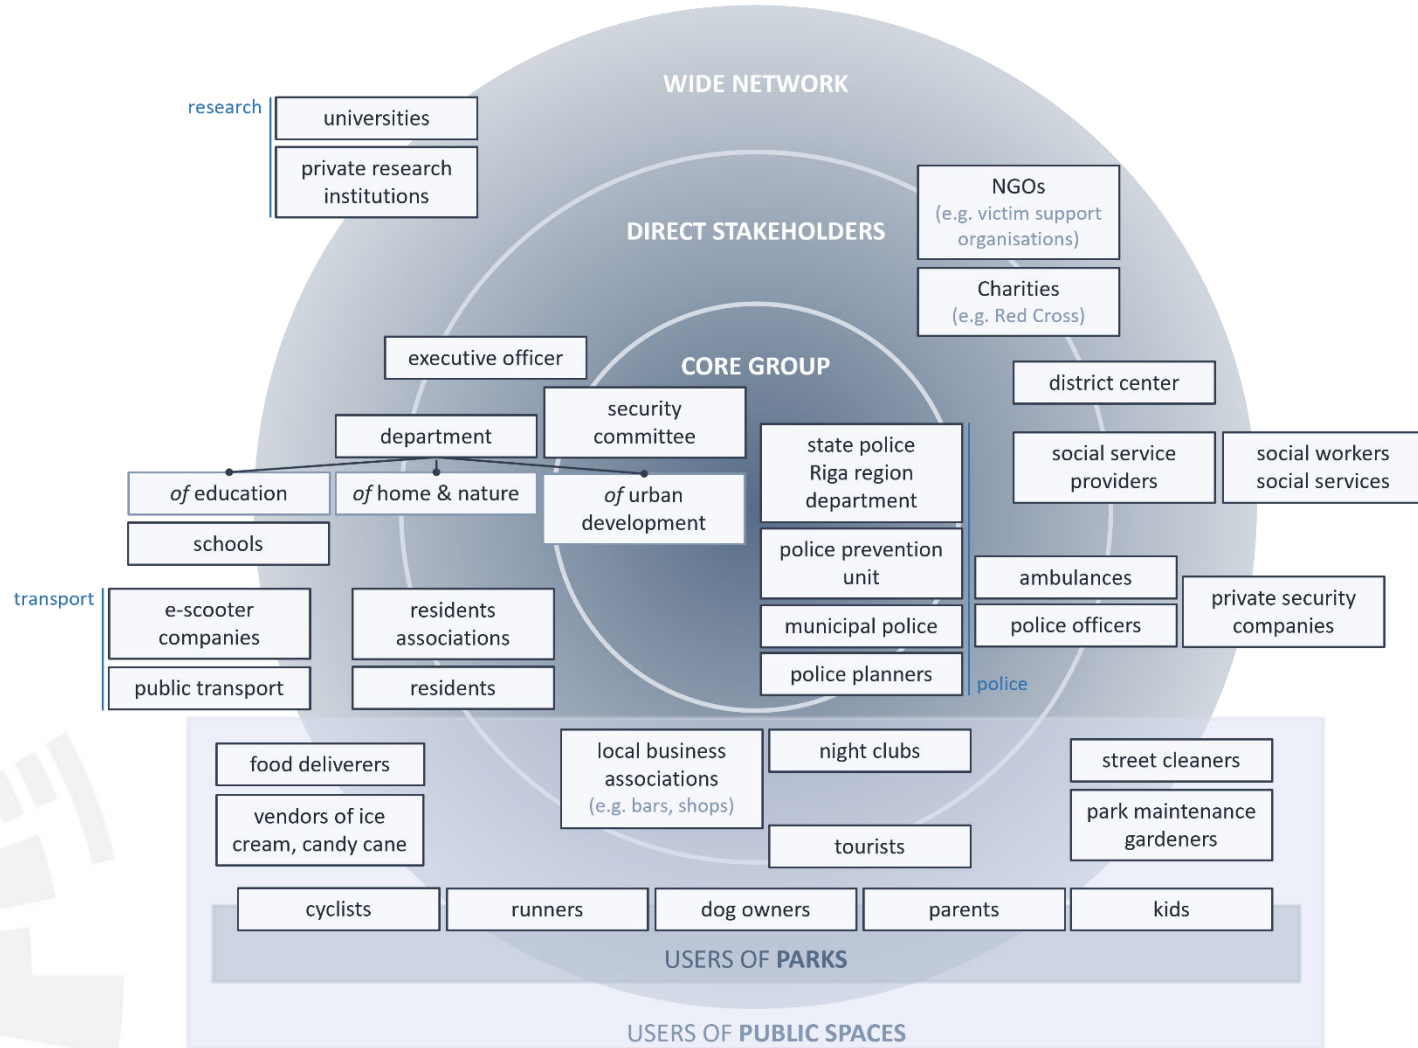 WIDE NETWORK
research
universities
private research
institutions
NGOs
(e.g. victim support
organisations)
DIRECT STAKEHOLDERS
Charities
(e.g. Red Cross)
executive officer
CORE GROUP
district center
security
committee
department
state police
Riga region
department
social service
providers
social workers
social services
of education
of home & nature
of urban
development
schools
police prevention
unit
ambulances
transport
e-scooter
companies
residents
associations
municipal police
police officers
private security
companies
public transport
residents
police planners
police
food deliverers
local business
associations
(e.g. bars, shops)
night clubs
street cleaners
vendors of ice
cream, candy cane
park maintenance
gardeners
tourists
cyclists
runners
dog owners
parents
kids
USERS OF PARKS
USERS OF PUBLIC SPACES